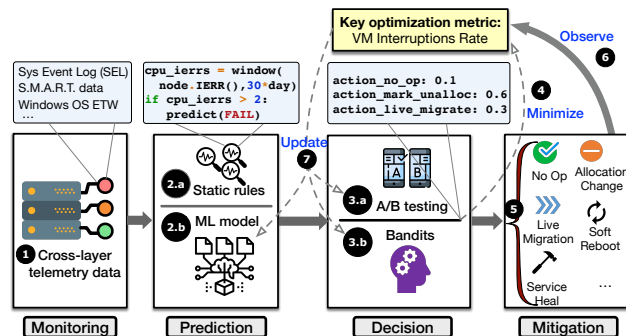 Key optimization metric:
VM Interruptions Rate
Observe
6
Sys Event Log (SEL)
S.M.A.R.T. data
Windows OS ETW
...
cpu_ierrs = window(
node.IERR(),30*day)
if cpu_ierrs > 2:
predict(FAIL)
action_no_op: 0.1
action_mark_unalloc: 0.6
action_live_migrate: 0.3
4
Minimize
Update
7
1
Cross-layer
telemetry data
2.a
Static rules
2.b
ML model
A
B
3.a
A/B testing
3.b
Bandits
5
No Op
Allocation
Change
Live
Migration
Soft
Reboot
Service
Heal
...
Monitoring
Prediction
Decision
Mitigation